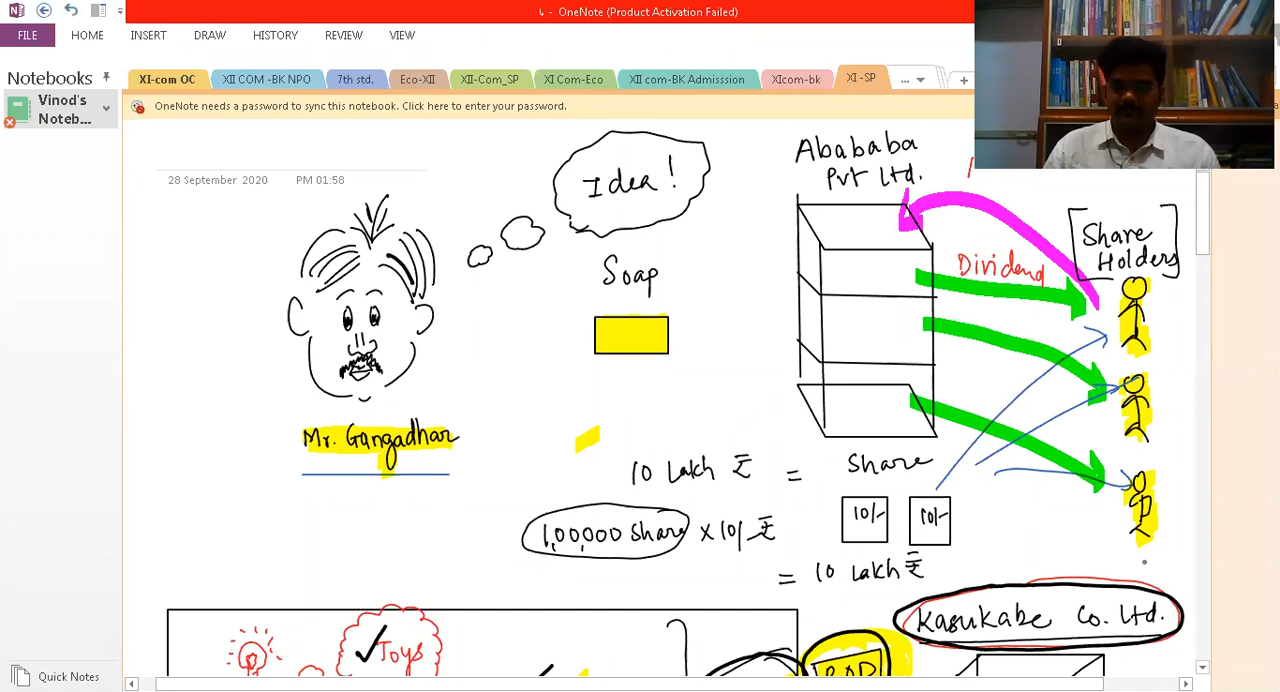 OneNote (Product Activation Failed)
FILE HOME INSERT DRAW HISTORY REVIEW VIEW
Notebooks
Vinod's
Noteb...
XI-com OC XII COM -BK NPO 7th std. Eco-XII XII-Com_SP XI Com-Eco XII com-BK Admisssion XIcom-bk XI -SP ...
OneNote needs a password to sync this notebook. Click here to enter your password.
28 September 2020 PM 01:58
Idea!
Soap
Mr. Gangadhar
Abababa
Pvt Ltd.
Dividend
[Share
Holders]
10 Lakh ₹ = Share
10/- 10/-
1,00,000 Share x 10/- ₹
= 10 Lakh ₹
Kasukabe Co. Ltd.
Toys
Quick Notes